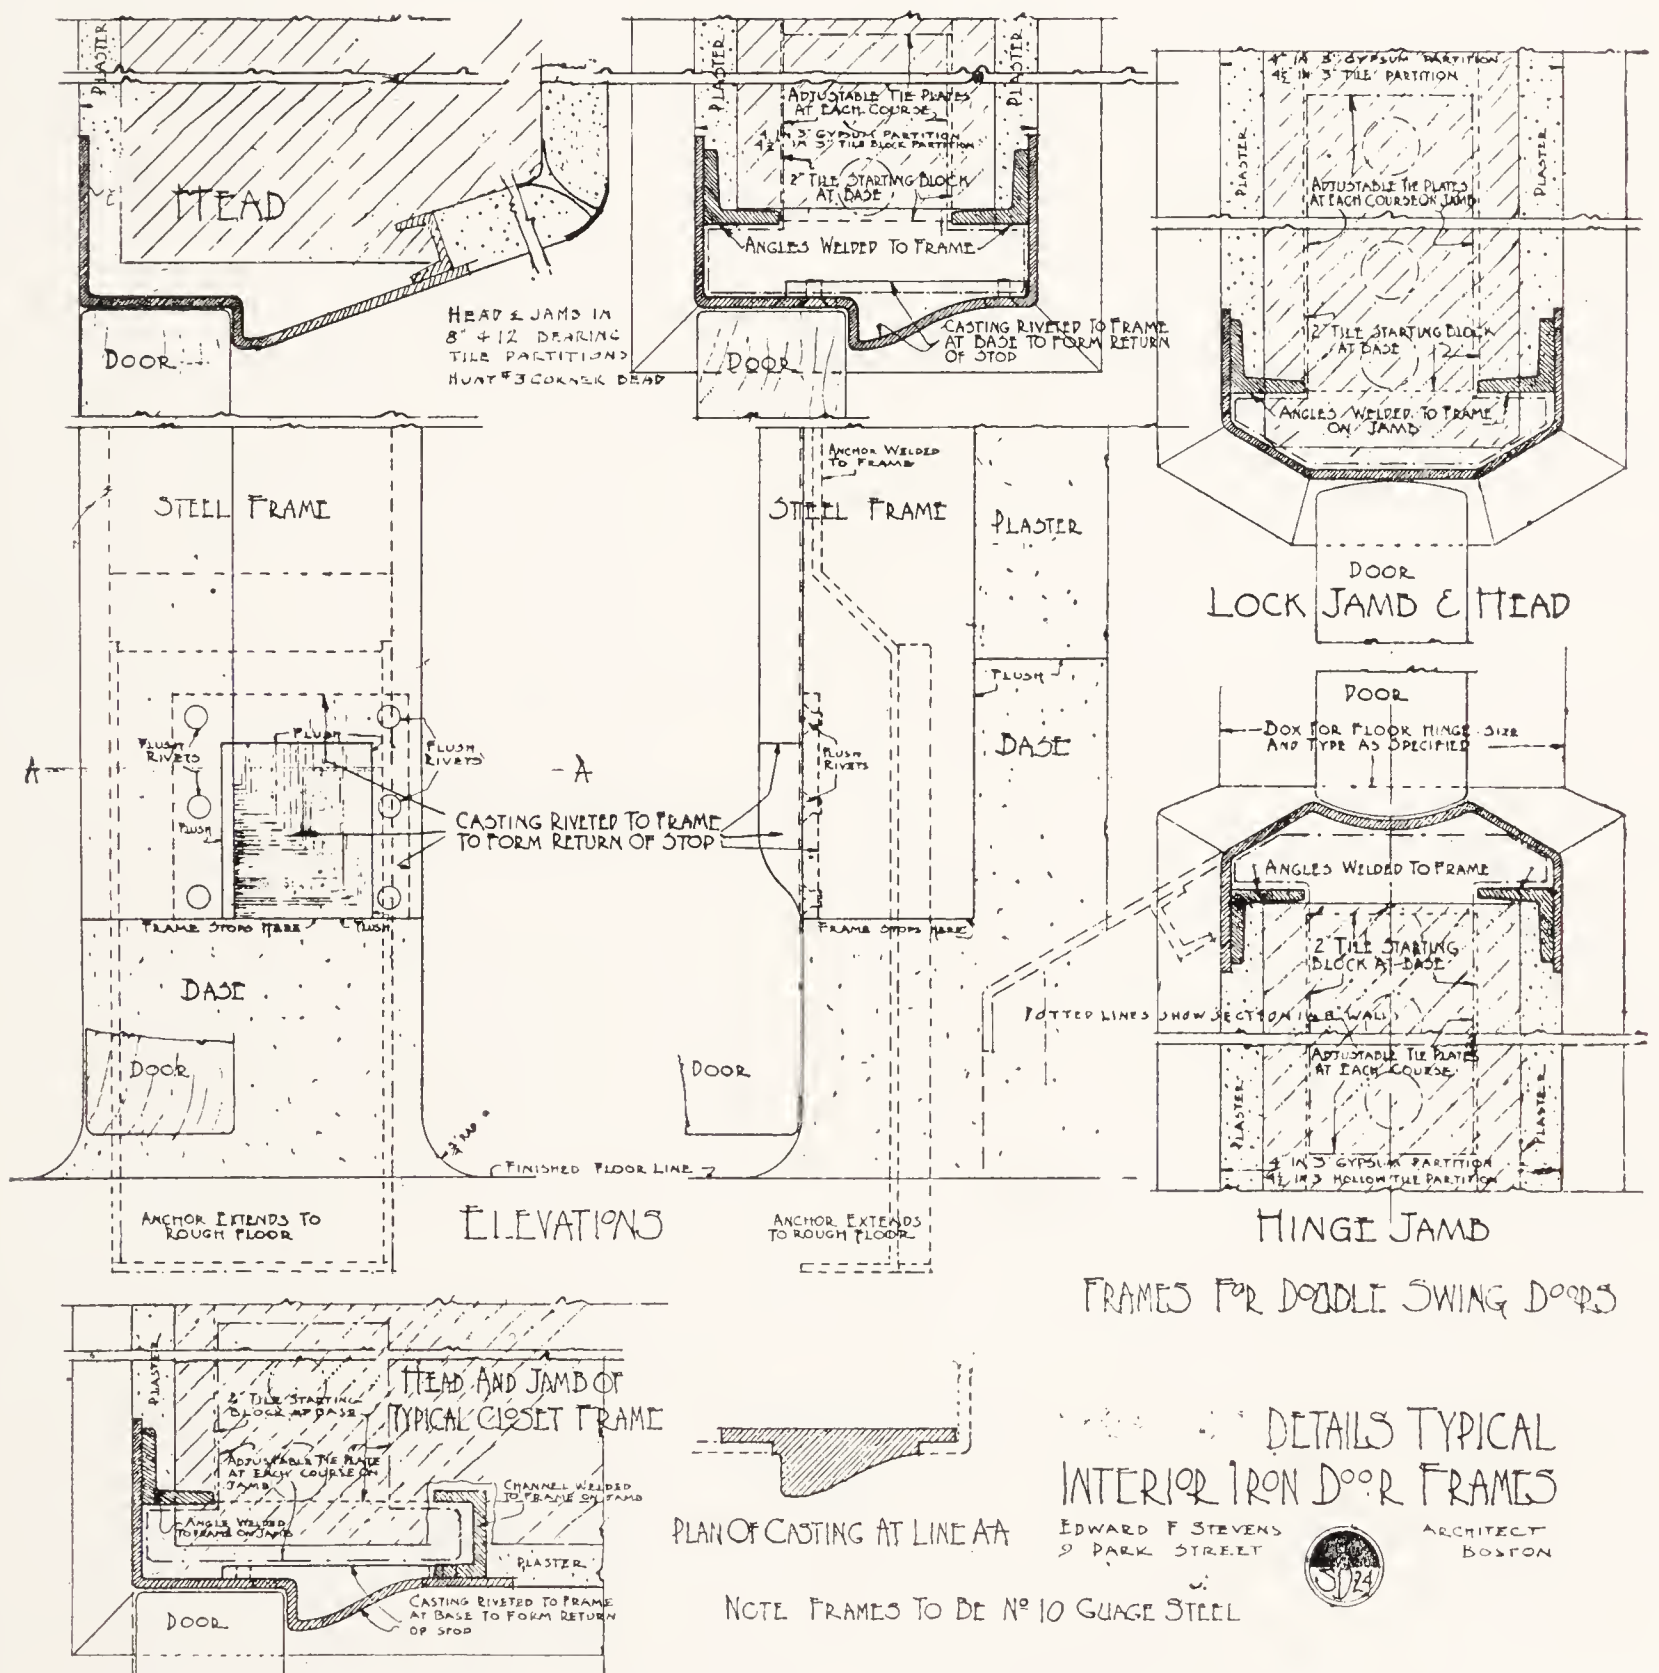 PLASTER
HEAD
DOOR
HEAD & JAMS IN
8" & 12 BEARING
TILE PARTITIONS
HUNT #3 CORNER BEAD
PLASTER
PLASTER
ADJUSTABLE TIE PLATES
AT EACH COURSE
4 IN 3" GYPSUM PARTITION
4½ IN 3" TILE BLOCK PARTITION
2" TILE STARTING BLOCK
AT BASE
ANGLES WELDED TO FRAME
CASTING RIVETED TO FRAME
AT BASE TO FORM RETURN
OF STOP
DOOR
4" IN 3" GYPSUM PARTITION
4½ IN 3" TILE PARTITION
PLASTER
PLASTER
ADJUSTABLE TIE PLATES
AT EACH COURSE ON JAMB
2" TILE STARTING BLOCK
AT BASE
ANGLES WELDED TO FRAME
ON JAMB
DOOR
LOCK JAMB & HEAD
STEEL FRAME
FLUSH
RIVETS
FLUSH
FLUSH
RIVETS
FLUSH
A
A
CASTING RIVETED TO FRAME
TO FORM RETURN OF STOP
FRAME STOPS HERE
FLUSH
BASE
DOOR
FINISHED FLOOR LINE
ANCHOR EXTENDS TO
ROUGH FLOOR
ELEVATIONS
ANCHOR WELDED
TO FRAME
STEEL FRAME
PLASTER
FLUSH
BASE
FLUSH
RIVETS
FRAME STOPS HERE
DOOR
ANCHOR EXTENDS
TO ROUGH FLOOR
DOOR
BOX FOR FLOOR HINGE SIZE
AND TYPE AS SPECIFIED
ANGLES WELDED TO FRAME
2" TILE STARTING
BLOCK AT BASE
DOTTED LINES SHOW SECTION IN 8" WALL
ADJUSTABLE TIE PLATES
AT EACH COURSE
PLASTER
PLASTER
4 IN 3" GYPSUM PARTITION
4½ IN 3 HOLLOW TILE PARTITION
HINGE JAMB
FRAMES FOR DOUBLE SWING DOORS
PLASTER
HEAD AND JAMB OF
TYPICAL CLOSET FRAME
2" TILE STARTING
BLOCK AT BASE
ADJUSTABLE TIE PLATE
AT EACH COURSE ON
JAMB
CHANNEL WELDED
TO FRAME ON JAMB
ANGLE WELDED
TO FRAME ON JAMB
PLASTER
CASTING RIVETED TO FRAME
AT BASE TO FORM RETURN
OF STOP
DOOR
PLAN OF CASTING AT LINE A-A
NOTE FRAMES TO BE Nº 10 GUAGE STEEL
DETAILS TYPICAL
INTERIOR IRON DOOR FRAMES
EDWARD F STEVENS ARCHITECT
9 PARK STREET BOSTON
SD24